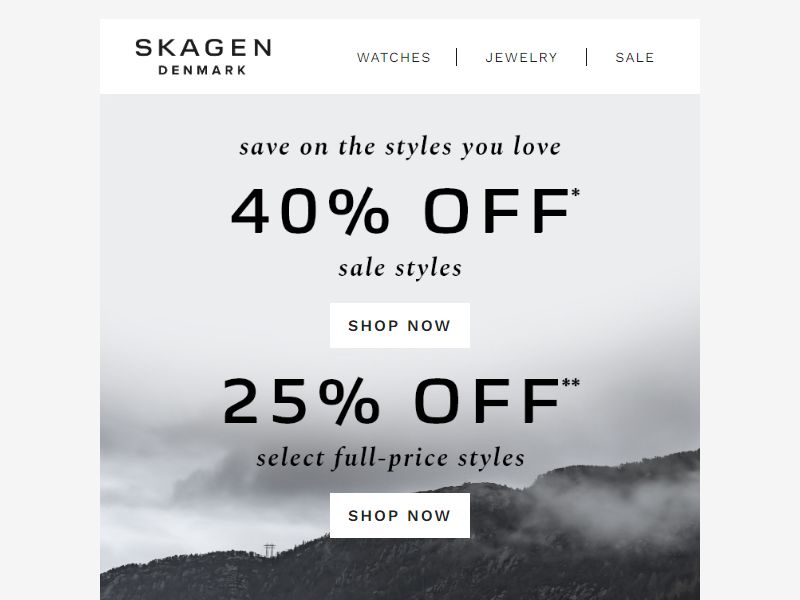 SKAGEN
DENMARK
WATCHES | JEWELRY | SALE
save on the styles you love
40% OFF*
sale styles
SHOP NOW
25% OFF**
select full-price styles
SHOP NOW